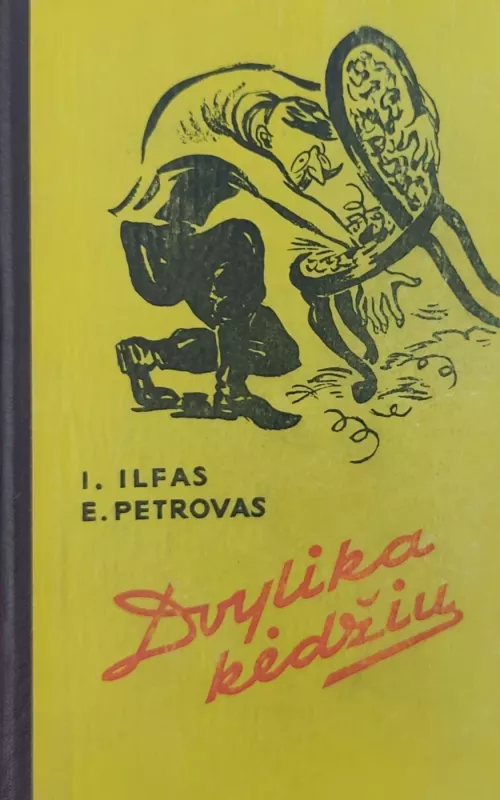 I. ILFAS
E. PETROVAS
Dvylika
kėdžių